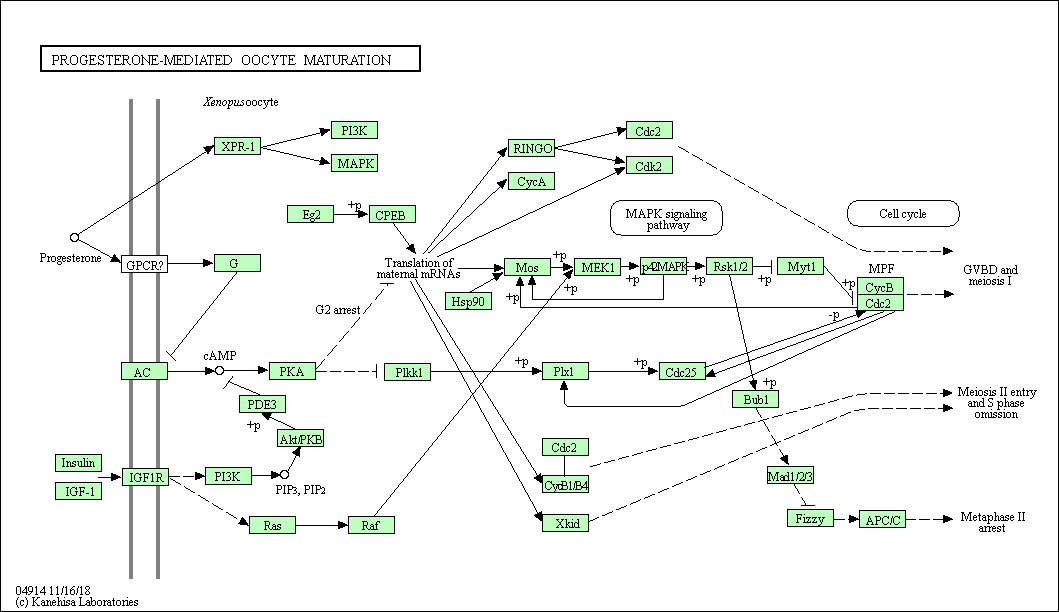 PROGESTERONE-MEDIATED OOCYTE MATURATION
Xenopus oocyte
PI3K
XPR-1
MAPK
Cdc2
RINGO
Cdk2
CycA
Eg2
+p
CPEB
MAPK signaling
pathway
Cell cycle
Progesterone
GPCR?
G
Translation of
maternal mRNAs
Mos
+p
MEK1
+p
p42MAPK
+p
Rsk1/2
+p
Myt1
+p
MPF
CycB
Cdc2
GVBD and
meiosis I
Hsp90
+p
G2 arrest
-p
cAMP
AC
PKA
Plkk1
+p
Plx1
+p
Cdc25
+p
Bub1
Meiosis II entry
and S phase
omission
PDE3
+p
Akt/PKB
Cdc2
Insulin
IGF-1
IGF1R
PI3K
PIP3, PIP2
CycB1/B4
Mad1/2/3
Ras
Raf
Xkid
Fizzy
APC/C
Metaphase II
arrest
04914 11/16/18
(c) Kanehisa Laboratories